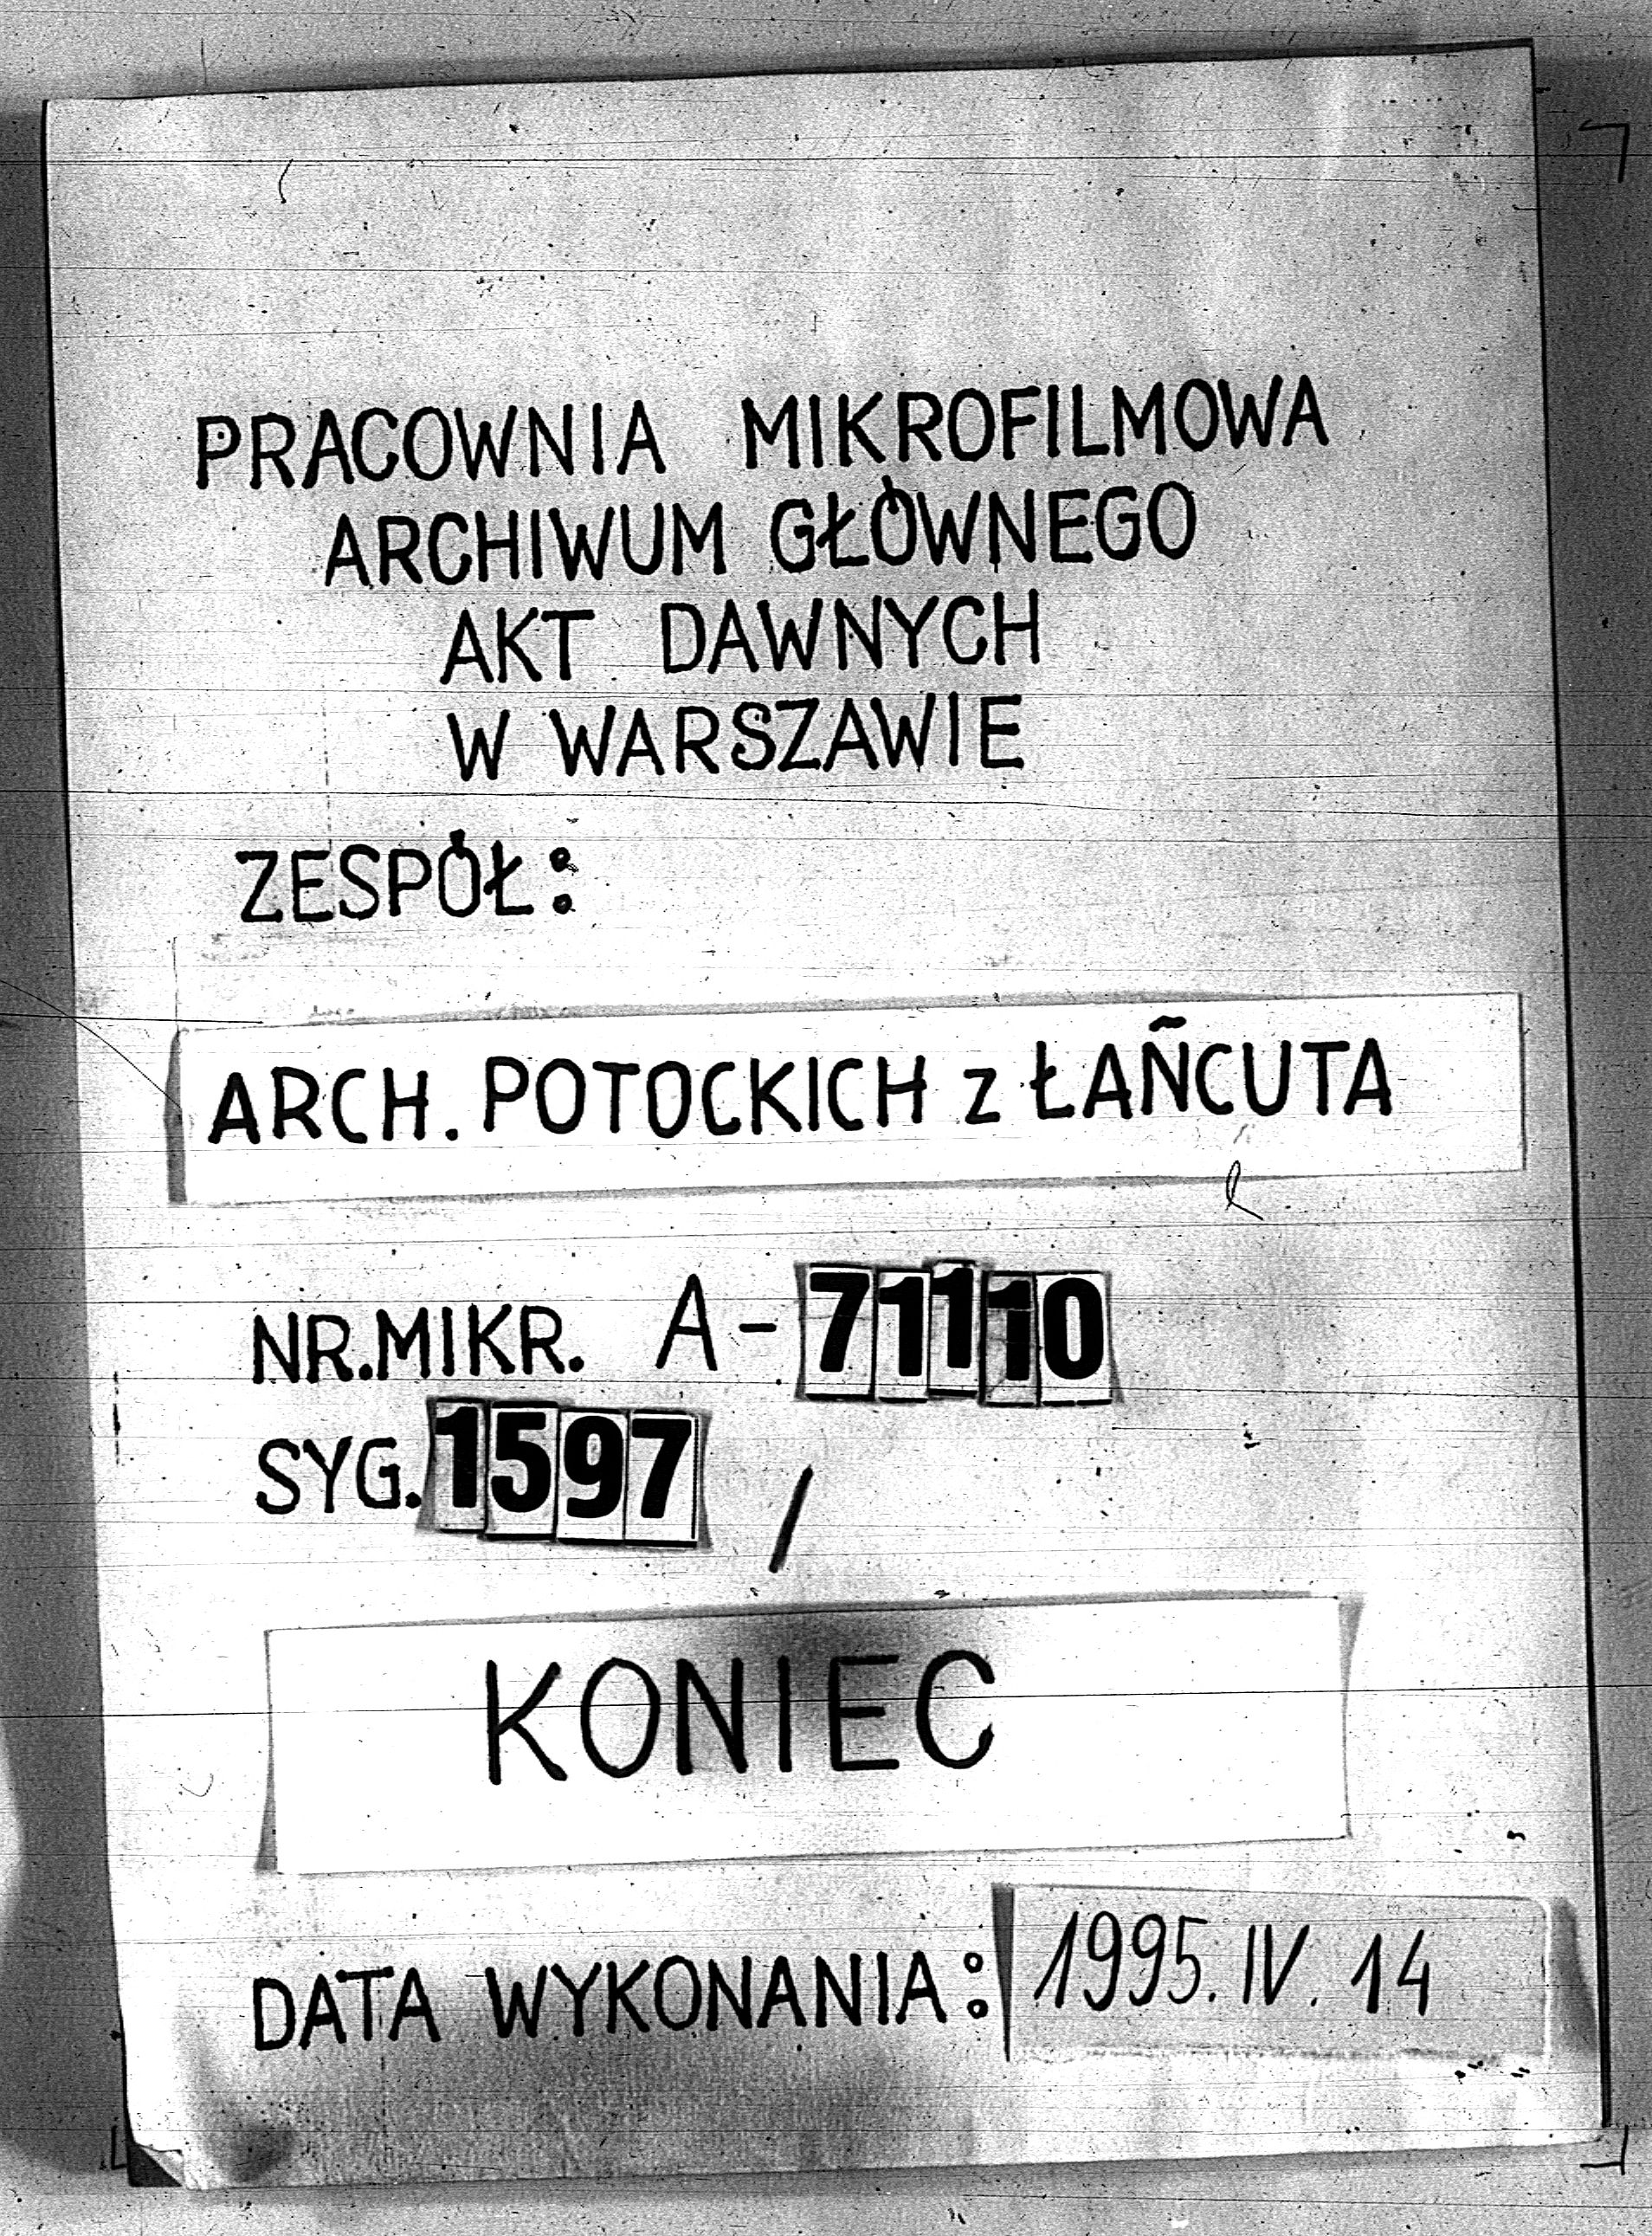 PRACOWNIA MIKROFILMOWA
ARCHIWUM GŁÓWNEGO
AKT DAWNYCH
W WARSZAWIE
ZESPÓŁ:
ARCH. POTOCKICH z ŁAŃCUTA
NR.MIKR. A-71110
SYG. 1597 /
KONIEC
DATA WYKONANIA: 1995. IV. 14